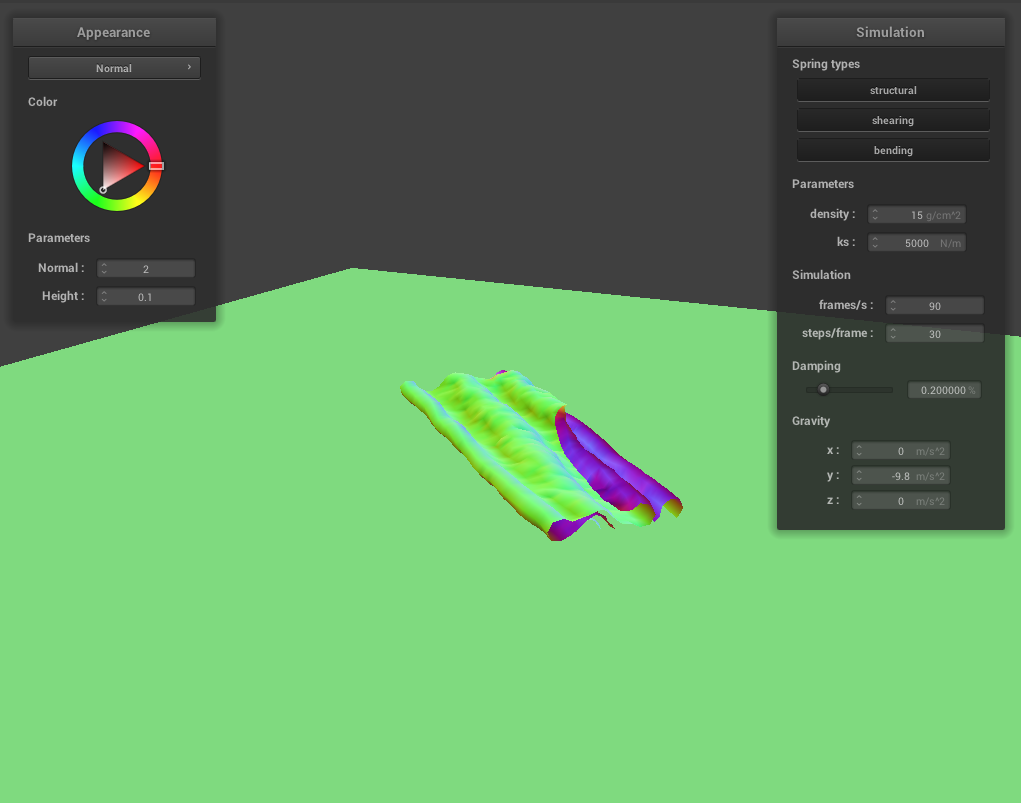 Appearance
Normal
Color
Parameters
Normal : 2
Height : 0.1
Simulation
Spring types
structural
shearing
bending
Parameters
density : 15 g/cm^2
ks : 5000 N/m
Simulation
frames/s : 90
steps/frame : 30
Damping
0.200000 %
Gravity
x : 0 m/s^2
y : -9.8 m/s^2
z : 0 m/s^2